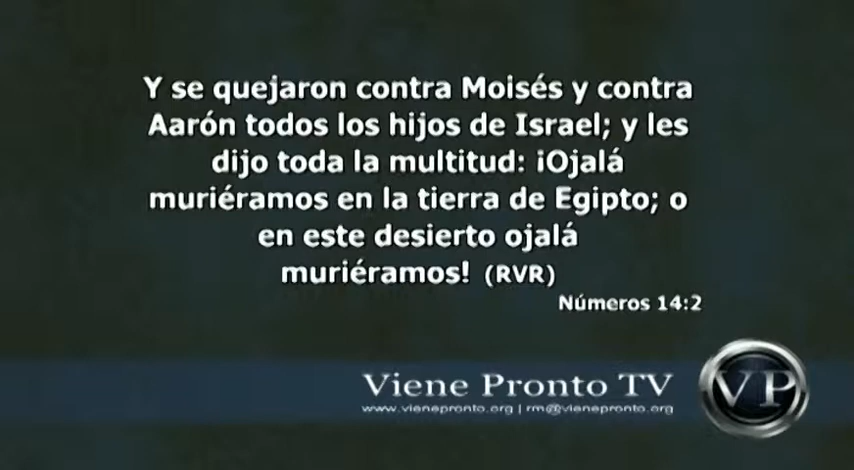 Y se quejaron contra Moisés y contra
Aarón todos los hijos de Israel; y les
dijo toda la multitud: ¡Ojalá
muriéramos en la tierra de Egipto; o
en este desierto ojalá
muriéramos! (RVR)
Números 14:2
Viene Pronto TV
www.vienepronto.org | rm@vienepronto.org
VP